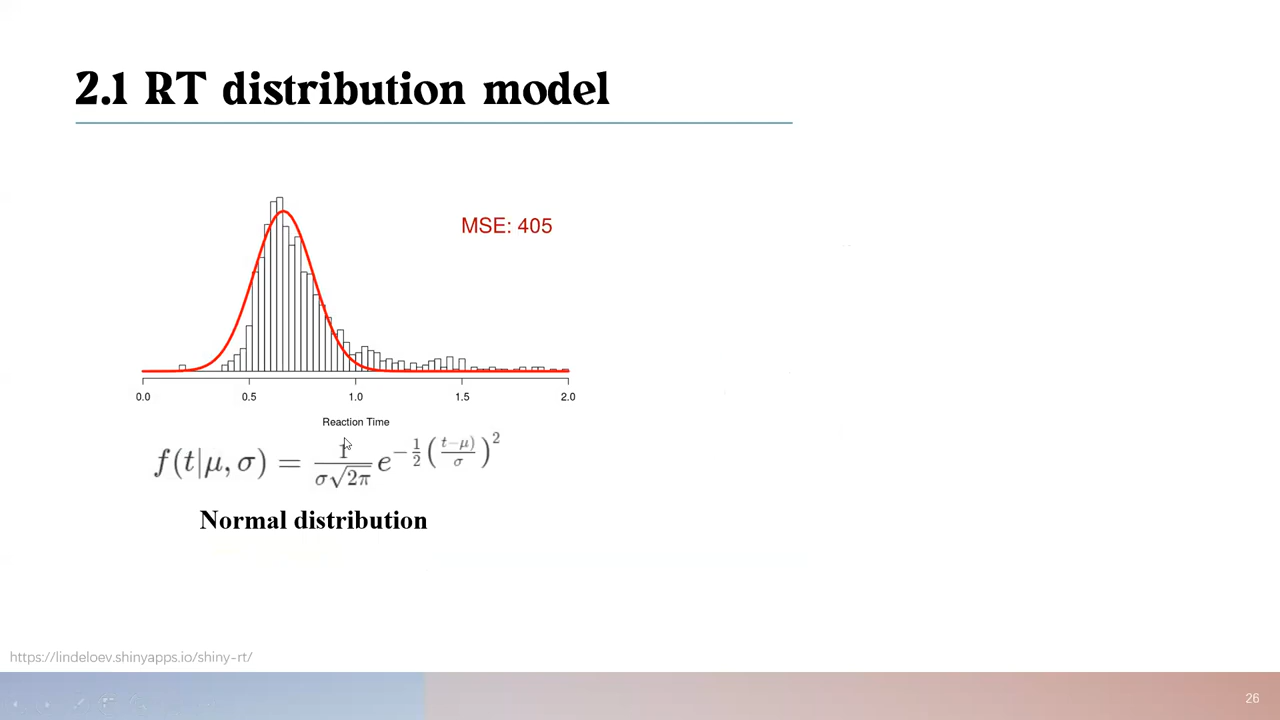 2.1 RT distribution model
MSE: 405
0.0 0.5 1.0 1.5 2.0
Reaction Time
f(t|μ, σ) = 1/(σ√2π) e^{-1/2((t−μ)/σ)^2}
Normal distribution
https://lindeloev.shinyapps.io/shiny-rt/
26